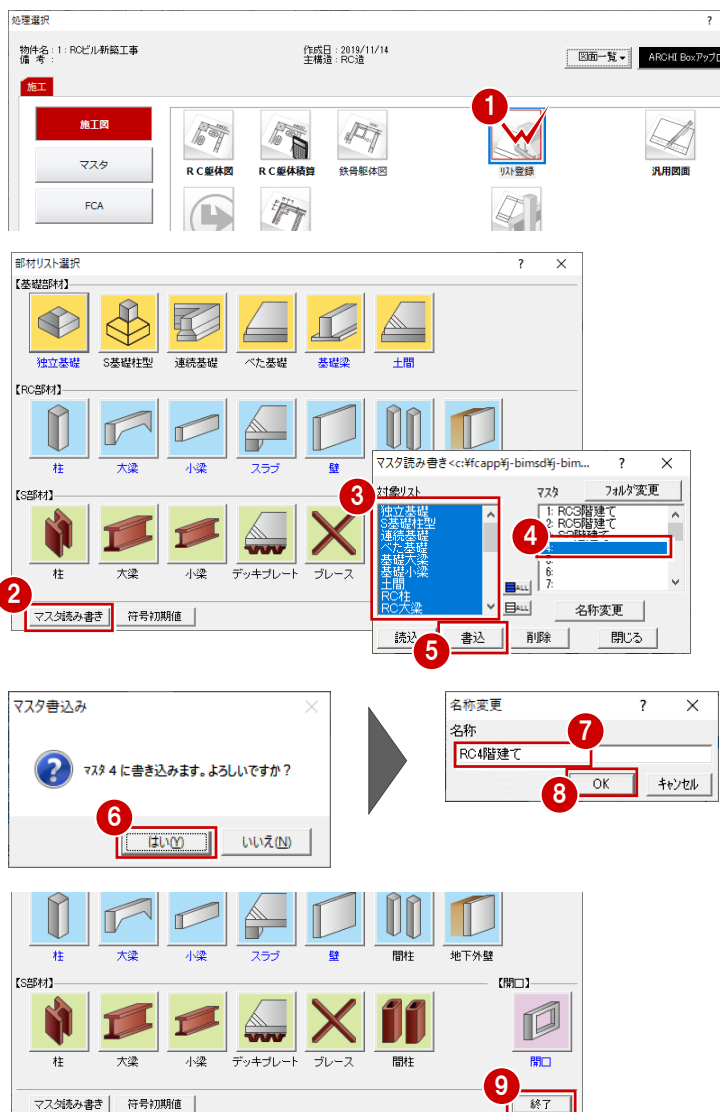 処理選択 ?
物件名：1：RCビル新築工事 作成日：2019/11/14
備 考： 主構造：RC造
図面一覧 ARCHI Boxアップロ
施工
1
施工図
マスタ
FCA
ＲＣ躯体図 ＲＣ躯体積算 鉄骨躯体図 リスト登録 汎用図面
部材リスト選択 ? ×
【基礎部材】
独立基礎 S基礎柱型 連続基礎 べた基礎 基礎梁 土間
【RC部材】
柱 大梁 小梁 スラブ 壁
【S部材】
柱 大梁 小梁 デッキプレート ブレース
2
マスタ読み書き 符号初期値
マスタ読み書き<c:¥fcapp¥j-bimsd¥j-bim... ? ×
3
対象リスト マスタ フォルダ変更
独立基礎
S基礎柱型
連続基礎
べた基礎
基礎大梁
基礎小梁
土間
RC柱
RC大梁
1: RC3階建て
2: RC5階建て
4
4:
6:
7:
ALL
ALL
名称変更
読込 書込 削除 閉じる
5
マスタ書込み ×
マスタ 4 に書き込みます。よろしいですか？
6
はい(Y) いいえ(N)
名称変更 ? ×
名称
7
RC4階建て
8
OK キャンセル
柱 大梁 小梁 スラブ 壁 間柱 地下外壁
【S部材】 【開口】
柱 大梁 小梁 デッキプレート ブレース 間柱 開口
9
マスタ読み書き 符号初期値 終了